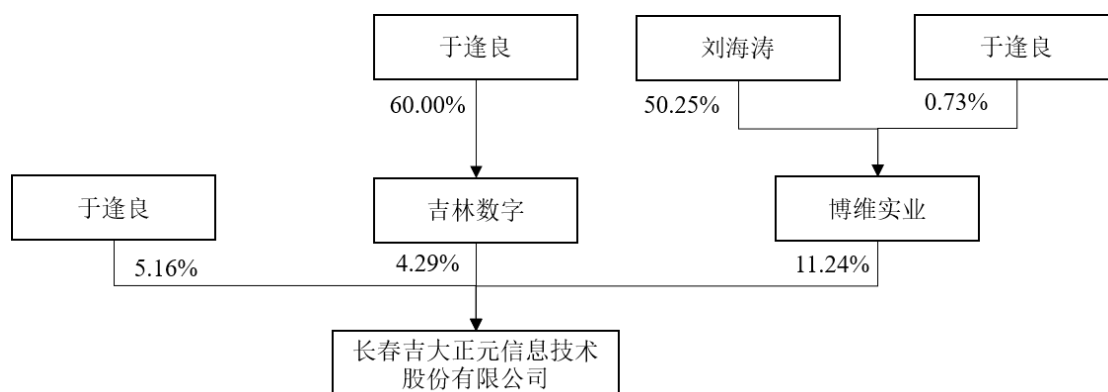 于逢良
刘海涛
于逢良
60.00%
50.25%
0.73%
于逢良
吉林数字
博维实业
5.16%
4.29%
11.24%
长春吉大正元信息技术
股份有限公司